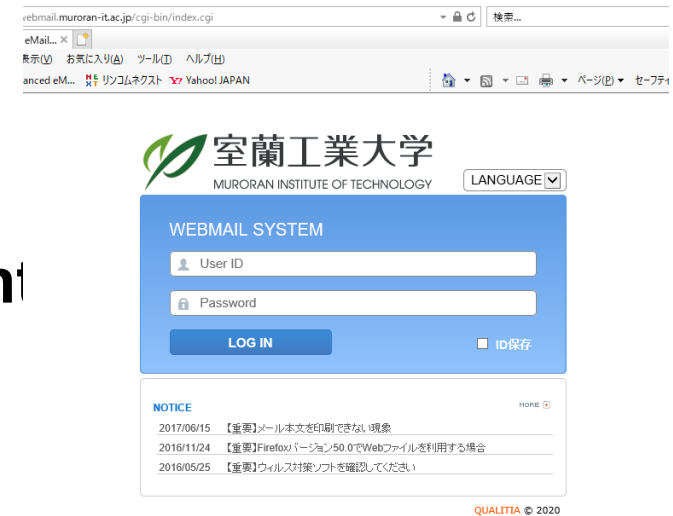 webmail.muroran-it.ac.jp/cgi-bin/index.cgi
検索...
eMail...
表示(V) お気に入り(A) ツール(T) ヘルプ(H)
anced eM... NEXT リンコムネクスト Y7 Yahoo! JAPAN
ページ(P) セーフティ
室蘭工業大学
MURORAN INSTITUTE OF TECHNOLOGY
LANGUAGE
WEBMAIL SYSTEM
nt
User ID
Password
LOG IN
ID保存
NOTICE
MORE
2017/06/15 【重要】メール本文を印刷できない現象
2016/11/24 【重要】Firefoxバージョン50.0でWebファイルを利用する場合
2016/05/25 【重要】ウィルス対策ソフトを確認してください
QUALITIA © 2020